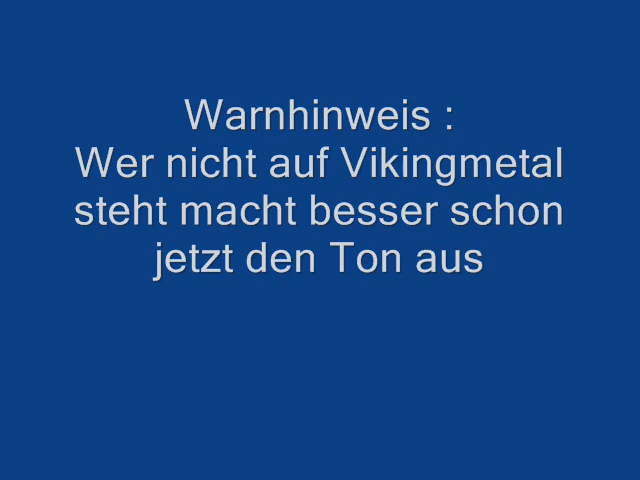 Warnhinweis :
Wer nicht auf Vikingmetal
steht macht besser schon
jetzt den Ton aus